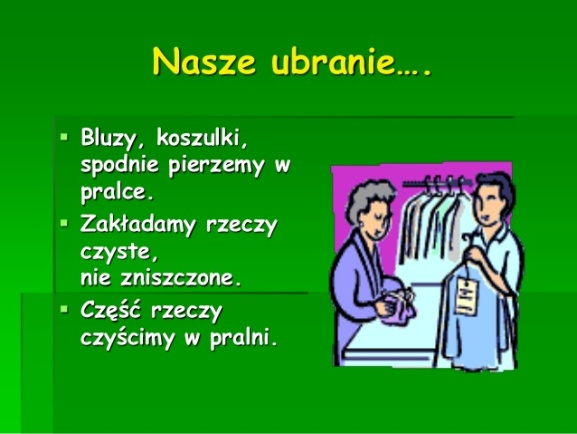 Nasze ubranie….
Bluzy, koszulki,
spodnie pierzemy w
pralce.
Zakładamy rzeczy
czyste,
nie zniszczone.
Część rzeczy
czyścimy w pralni.